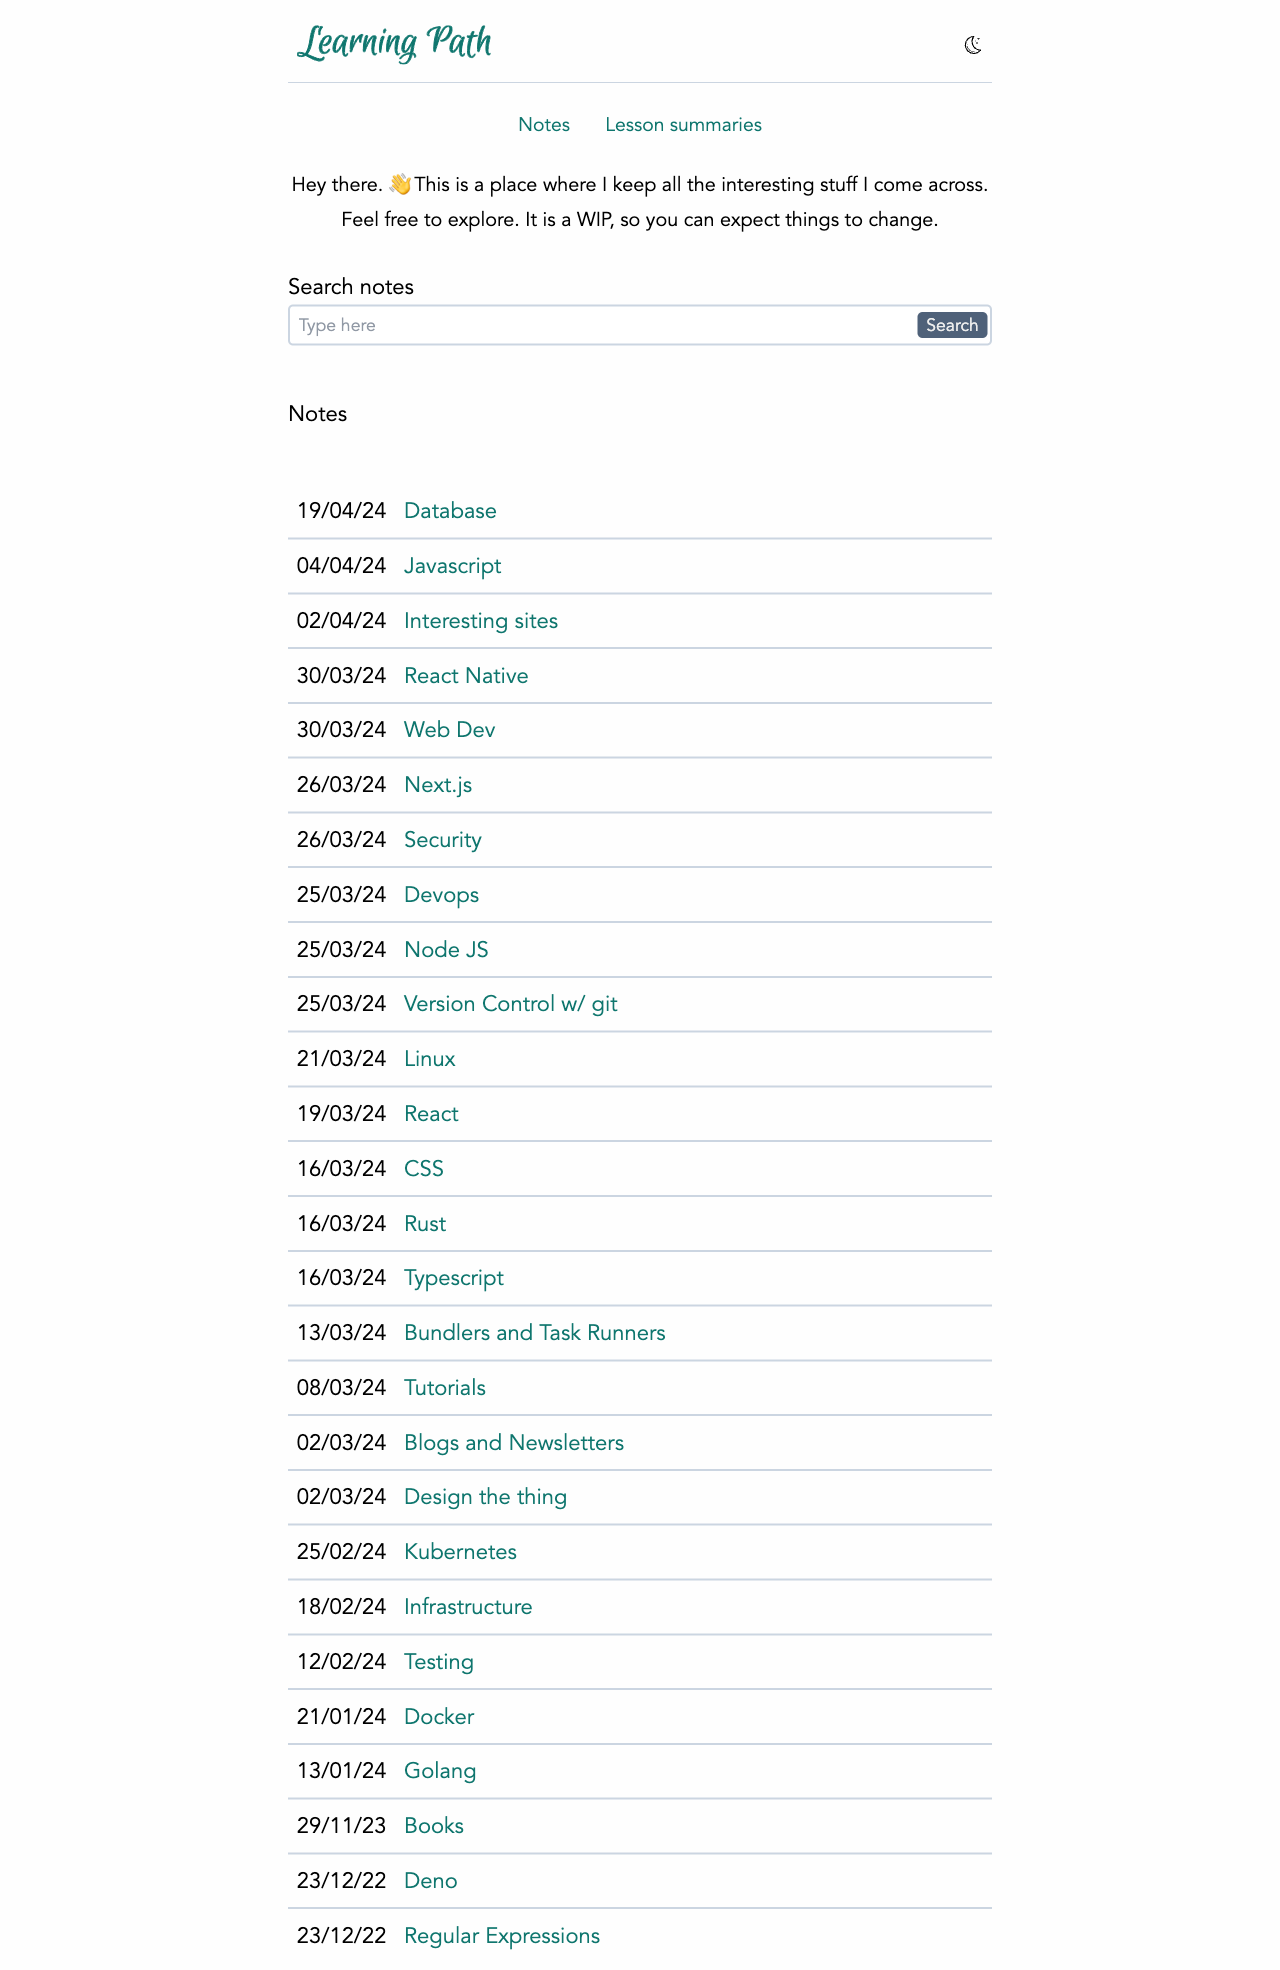 Learning Path
Notes Lesson summaries
Hey there. 👋This is a place where I keep all the interesting stuff I come across.
Feel free to explore. It is a WIP, so you can expect things to change.
Search notes
Type here Search
Notes
19/04/24 Database
04/04/24 Javascript
02/04/24 Interesting sites
30/03/24 React Native
30/03/24 Web Dev
26/03/24 Next.js
26/03/24 Security
25/03/24 Devops
25/03/24 Node JS
25/03/24 Version Control w/ git
21/03/24 Linux
19/03/24 React
16/03/24 CSS
16/03/24 Rust
16/03/24 Typescript
13/03/24 Bundlers and Task Runners
08/03/24 Tutorials
02/03/24 Blogs and Newsletters
02/03/24 Design the thing
25/02/24 Kubernetes
18/02/24 Infrastructure
12/02/24 Testing
21/01/24 Docker
13/01/24 Golang
29/11/23 Books
23/12/22 Deno
23/12/22 Regular Expressions